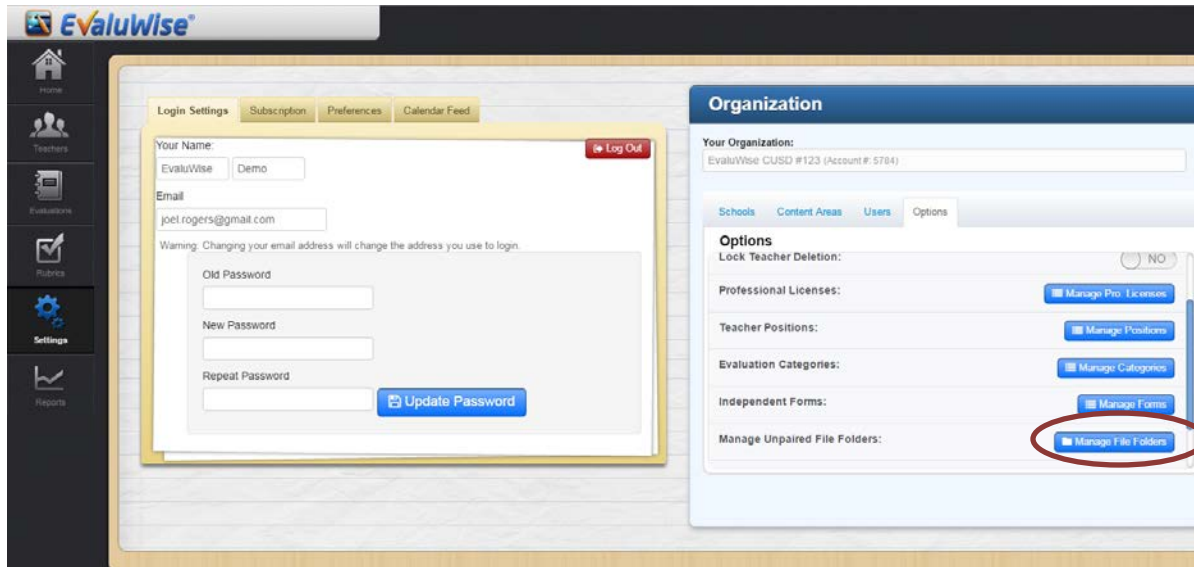 EvaluWise®
Home
Teachers
Evaluations
Rubrics
Settings
Reports
Login Settings Subscription Preferences Calendar Feed
Your Name:
Log Out
EvaluWise Demo
Email
joel.rogers@gmail.com
Warning: Changing your email address will change the address you use to login.
Old Password
New Password
Repeat Password
Update Password
Organization
Your Organization:
EvaluWise CUSD #123 (Account #: 5784)
Schools Content Areas Users Options
Options
Lock Teacher Deletion: NO
Professional Licenses: Manage Pro. Licenses
Teacher Positions: Manage Positions
Evaluation Categories: Manage Categories
Independent Forms: Manage Forms
Manage Unpaired File Folders: Manage File Folders